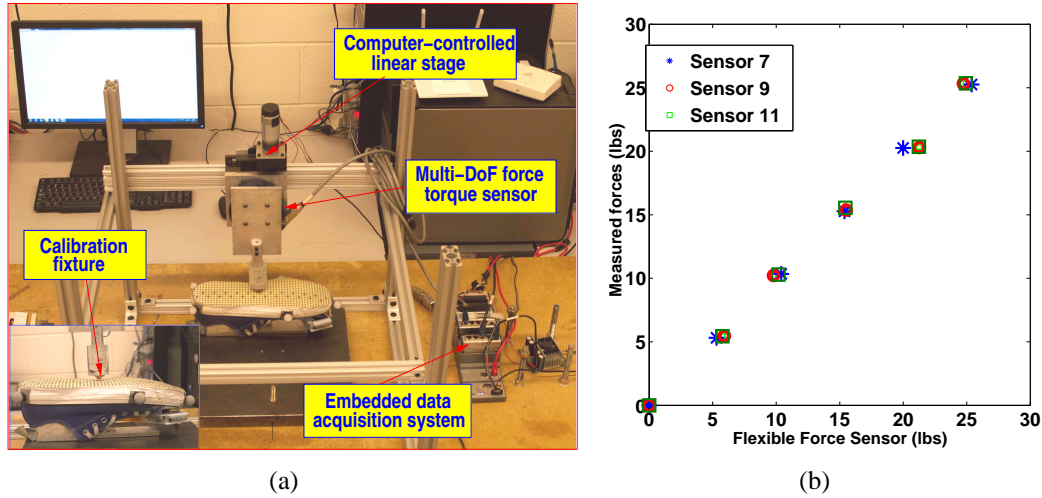 Computer-controlled
linear stage
Multi-DoF force
torque sensor
Calibration
fixture
Embedded data
acquisition system
(a)
30
25
20
15
10
5
0
Measured forces (lbs)
Sensor 7
Sensor 9
Sensor 11
0
5
10
15
20
25
30
Flexible Force Sensor (lbs)
(b)